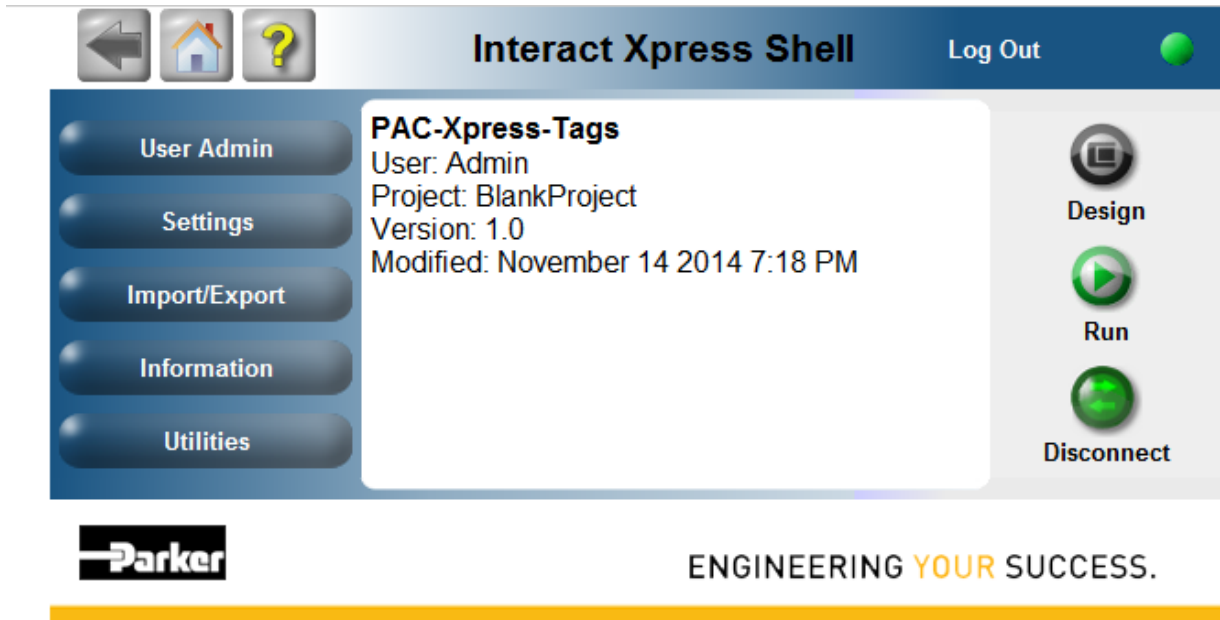 Interact Xpress Shell
Log Out
User Admin
Settings
Import/Export
Information
Utilities
PAC-Xpress-Tags
User: Admin
Project: BlankProject
Version: 1.0
Modified: November 14 2014 7:18 PM
Design
Run
Disconnect
Parker
ENGINEERING YOUR SUCCESS.